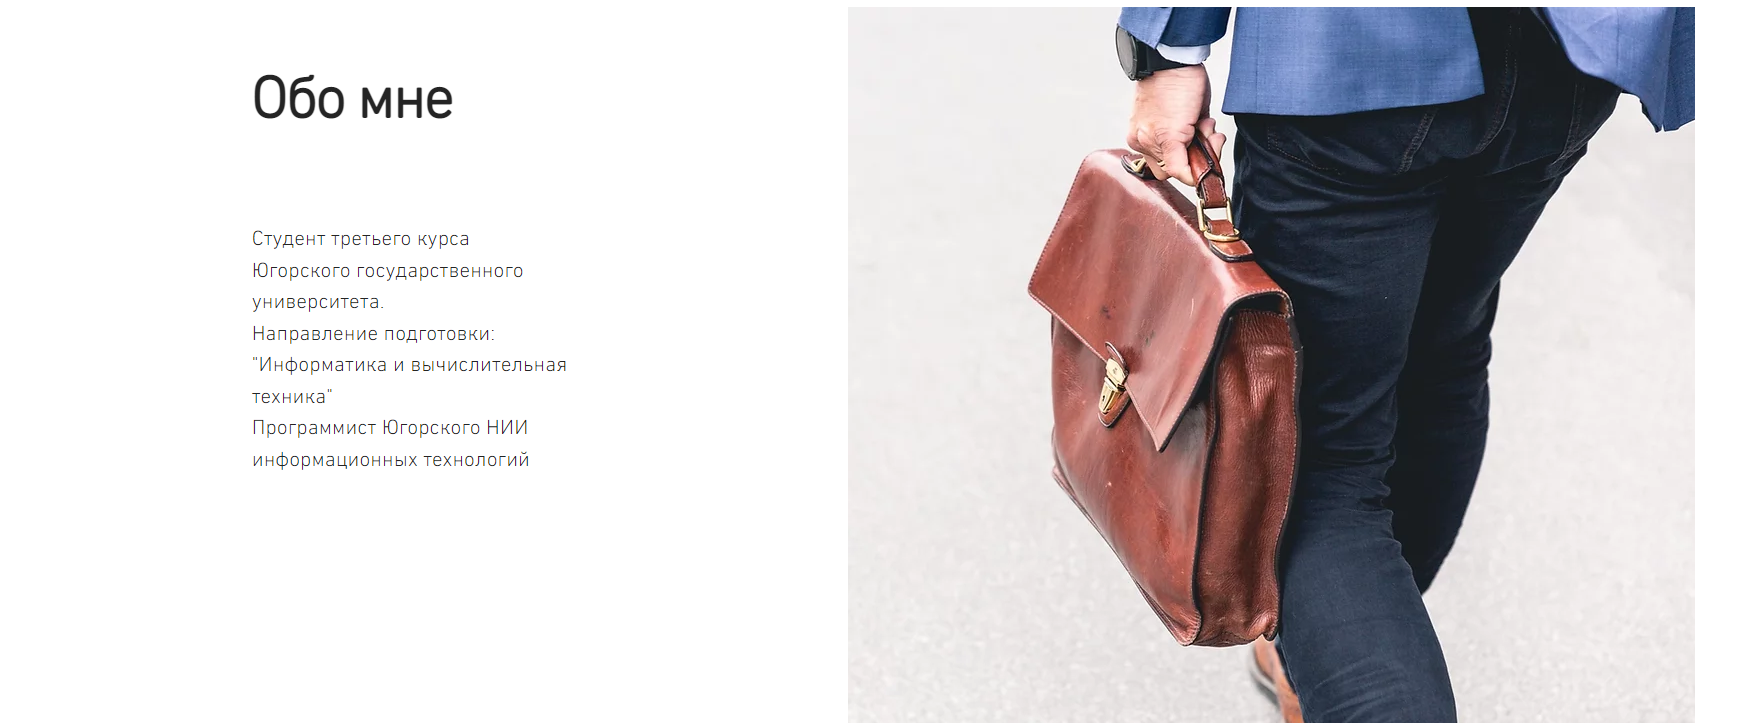 Обо мне
Студент третьего курса
Югорского государственного
университета.
Направление подготовки:
"Информатика и вычислительная
техника"
Программист Югорского НИИ
информационных технологий